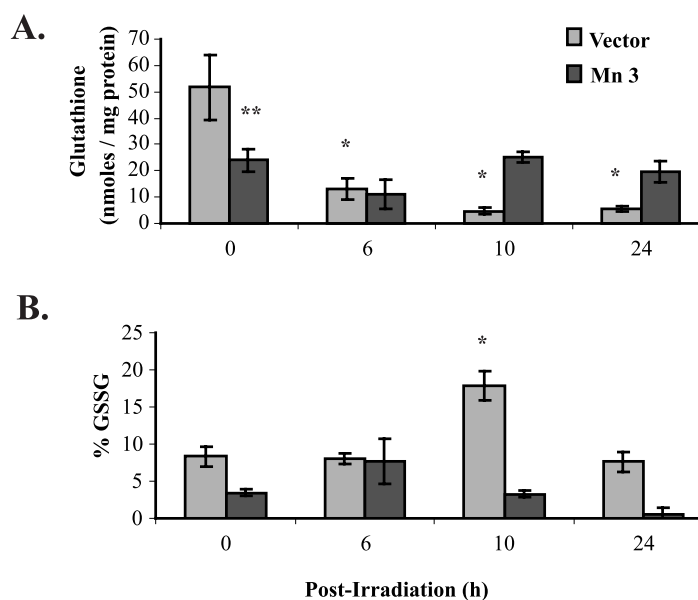 A.
Glutathione
(nmoles / mg protein)
70
60
50
40
30
20
10
0
**
*
*
*
Vector
Mn 3
0 6 10 24
B.
% GSSG
25
20
15
10
5
0
*
0 6 10 24
Post-Irradiation (h)